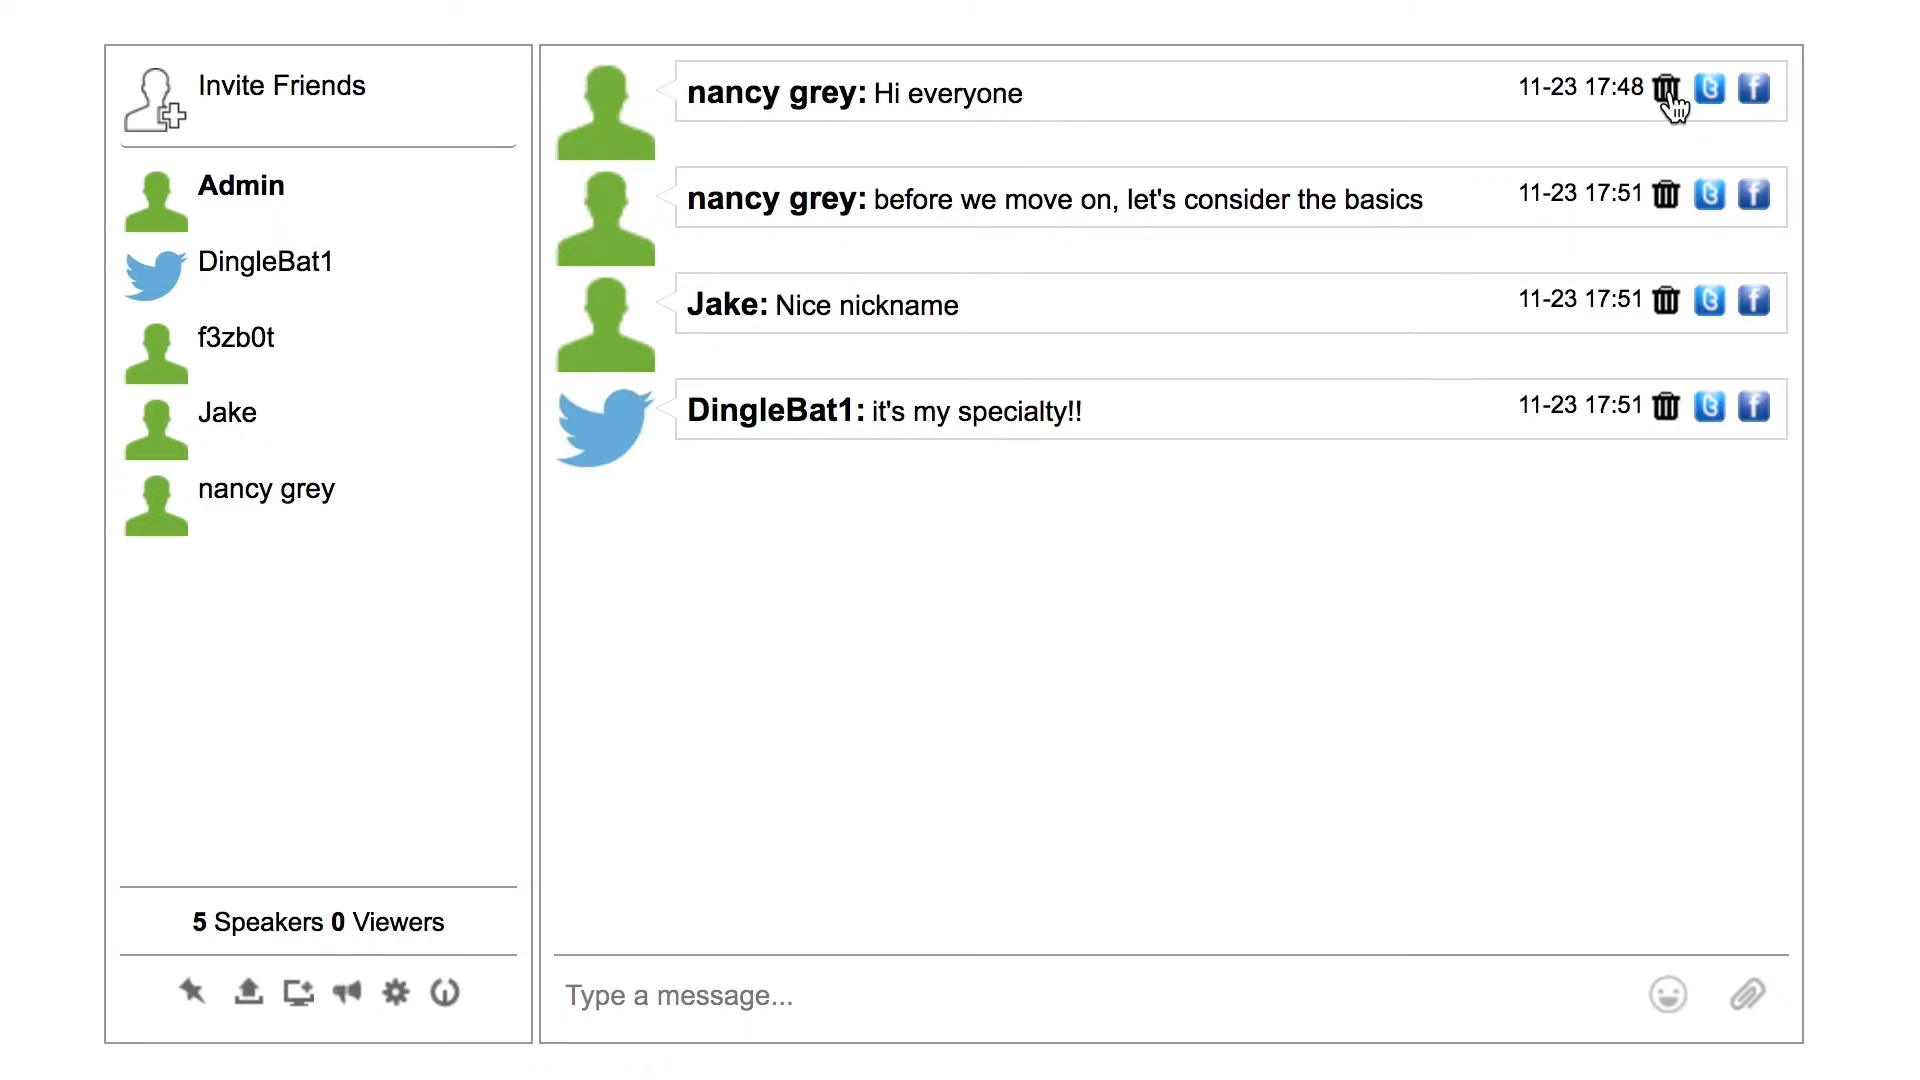 Invite Friends
Admin
DingleBat1
f3zb0t
Jake
nancy grey
5 Speakers 0 Viewers
nancy grey: Hi everyone 11-23 17:48
nancy grey: before we move on, let's consider the basics 11-23 17:51
Jake: Nice nickname 11-23 17:51
DingleBat1: it's my specialty!! 11-23 17:51
Type a message...